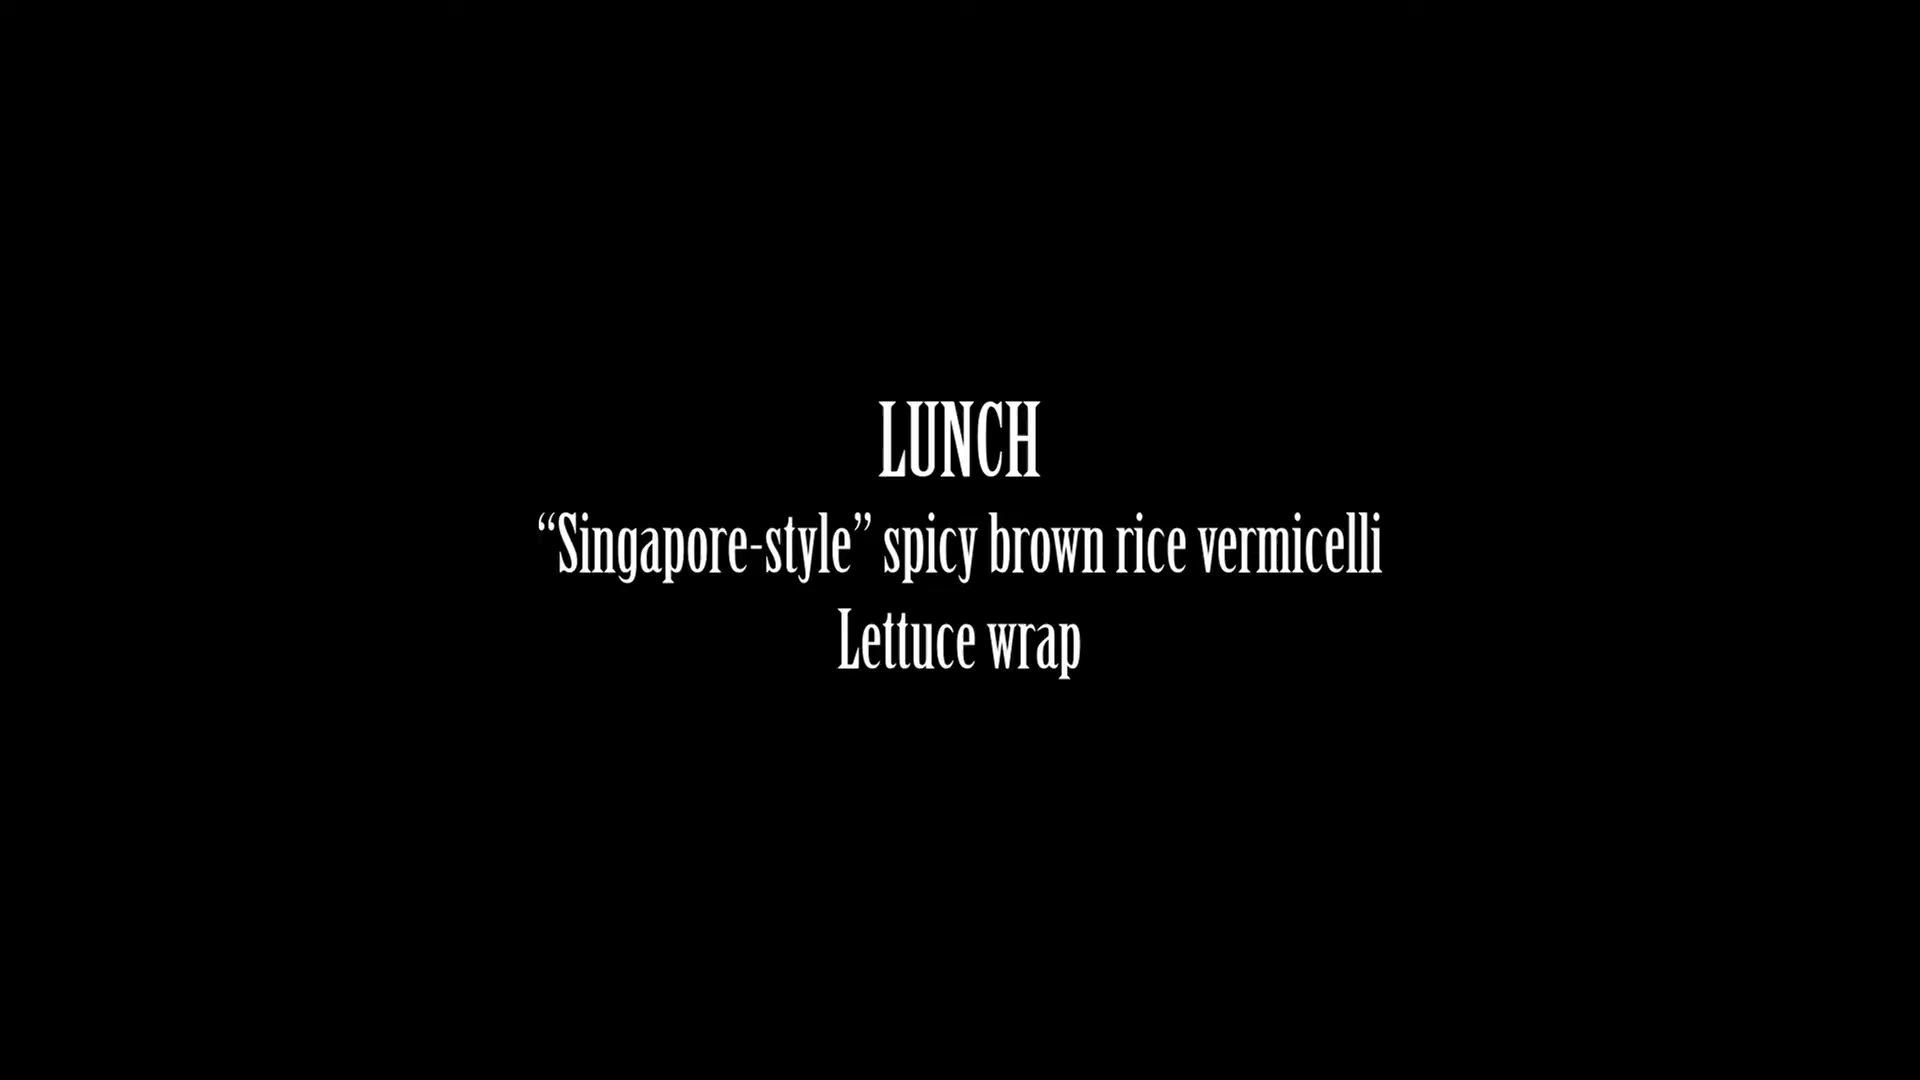 LUNCH
“Singapore-style” spicy brown rice vermicelli
Lettuce wrap